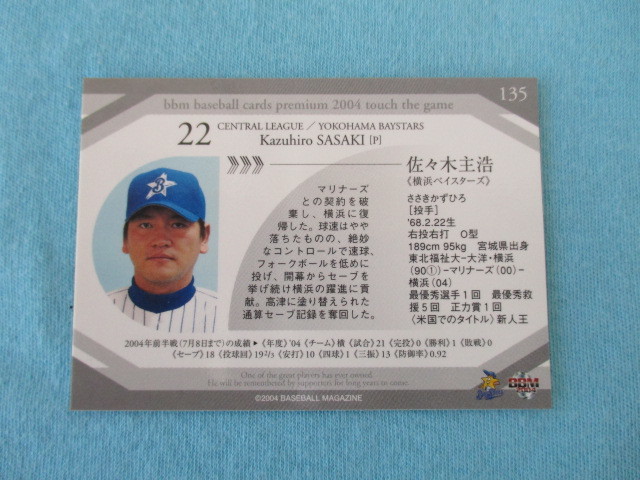 135
bbm baseball cards premium 2004 touch the game
22 CENTRAL LEAGUE / YOKOHAMA BAYSTARS
Kazuhiro SASAKI [P]
佐々木主浩
《横浜ベイスターズ》
マリナーズ
との契約を破
棄し、横浜に復
帰した。球速はやや
落ちたものの、絶妙
なコントロールで速球、
フォークボールを低めに
投げ、開幕からセーブを
挙げ続け横浜の躍進に貢
献。高津に塗り替えられた
通算セーブ記録を奪回した。
ささきかずひろ
[投手]
'68.2.22生
右投右打 O型
189cm 95kg 宮城県出身
東北福祉大−大洋・横浜
(90①)−マリナーズ(00)−
横浜(04)
最優秀選手1回 最優秀救
援5回 正力賞1回
〈米国でのタイトル〉新人王
2004年前半戦(7月8日まで)の成績▶〈年度〉'04〈チーム〉横〈試合〉21〈完投〉0〈勝利〉1〈敗戦〉0
〈セーブ〉18〈投球回〉19 2/3〈安打〉10〈四球〉1〈三振〉13〈防御率〉0.92
One of the great players has ever owned.
He will be remembered by supporters for long years to come.
©2004 BASEBALL MAGAZINE
BBM
2004